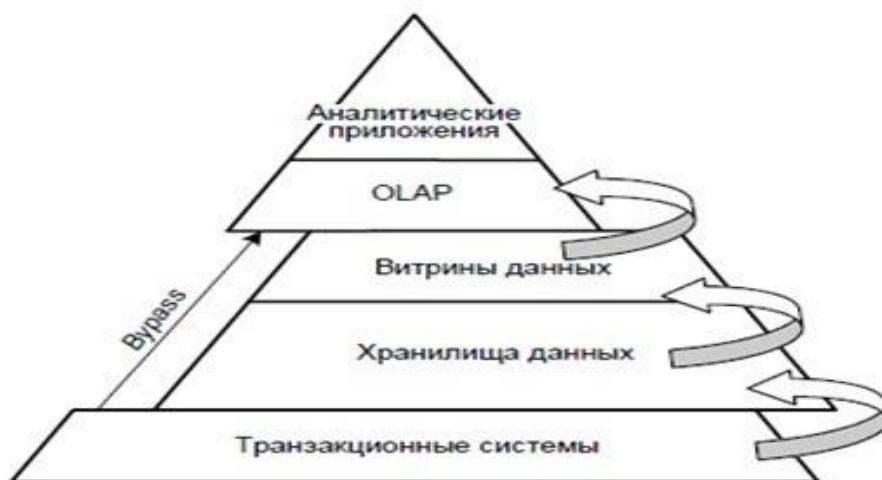 Аналитические
приложения
OLAP
Витрины данных
Bypass
Хранилища данных
Транзакционные системы